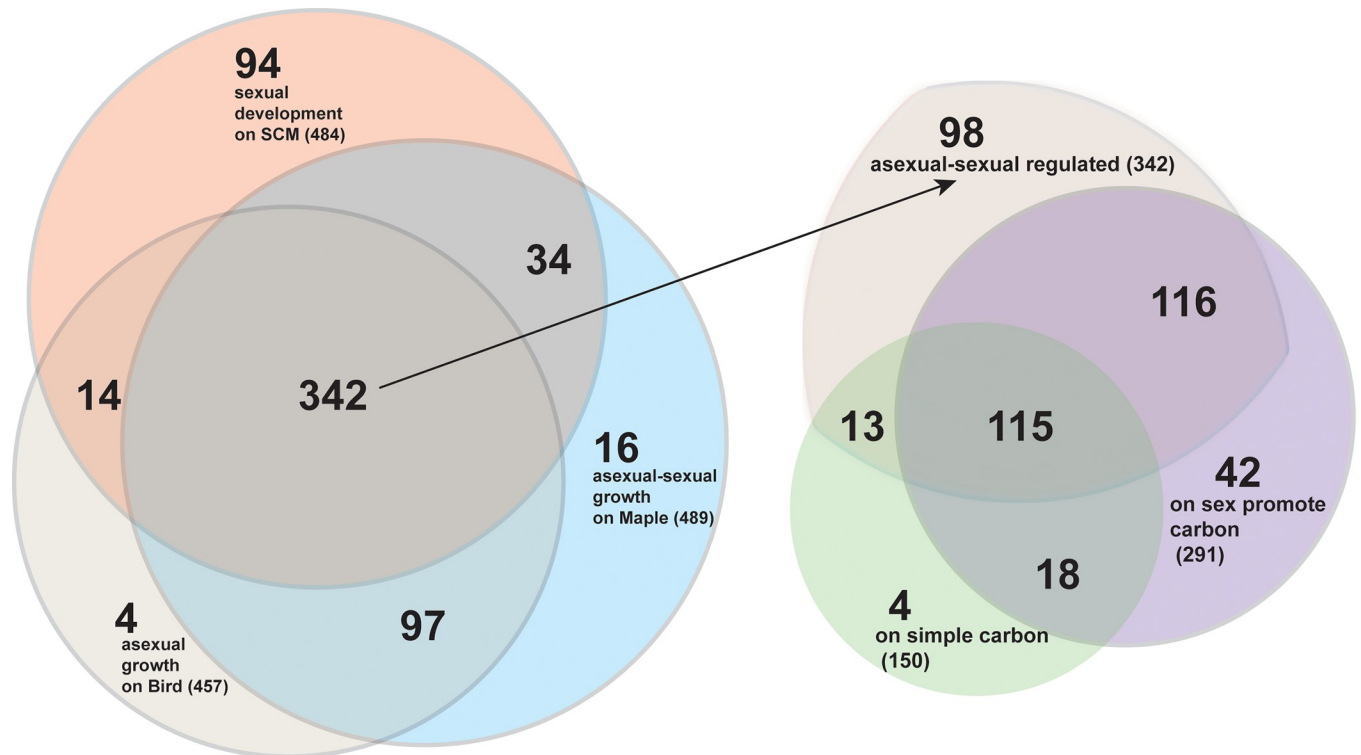 94
sexual
development
on SCM (484)
34
14
342
16
asexual-sexual
growth
on Maple (489)
4
asexual
growth
on Bird (457)
97
98
asexual-sexual regulated (342)
116
13
115
42
on sex promote
carbon
(291)
18
4
on simple carbon
(150)